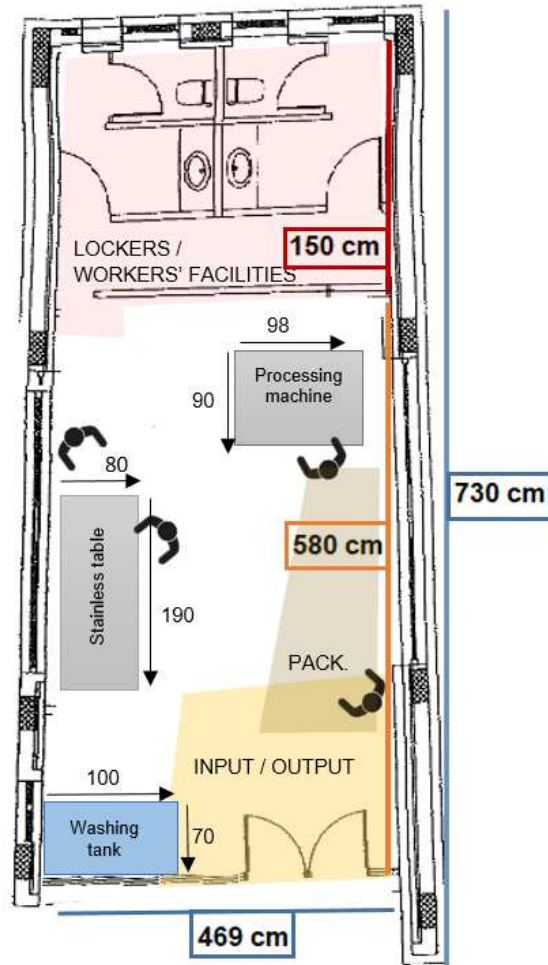 LOCKERS /
WORKERS' FACILITIES
150 cm
98
Processing
machine
90
80
730 cm
580 cm
Stainless table
190
PACK.
INPUT / OUTPUT
100
Washing
tank
70
469 cm